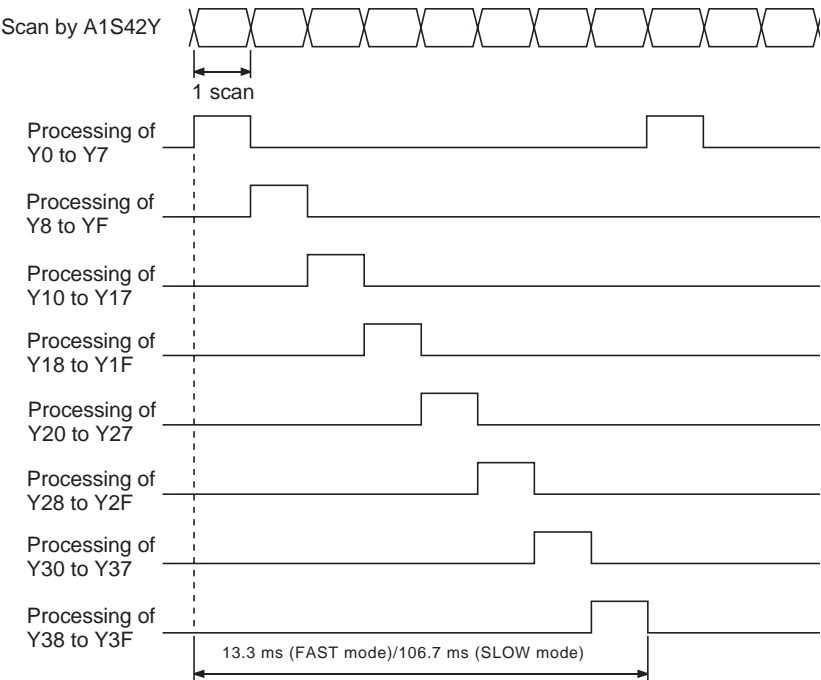 Scan by A1S42Y
1 scan
Processing of
Y0 to Y7
Processing of
Y8 to YF
Processing of
Y10 to Y17
Processing of
Y18 to Y1F
Processing of
Y20 to Y27
Processing of
Y28 to Y2F
Processing of
Y30 to Y37
Processing of
Y38 to Y3F
13.3 ms (FAST mode)/106.7 ms (SLOW mode)